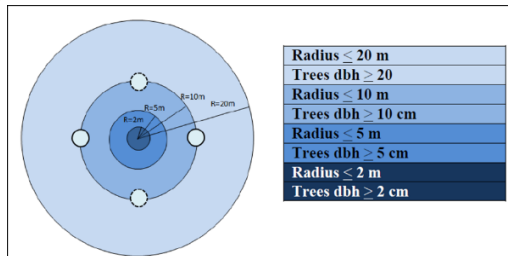 R=10m
R=5m
R=20m
R=2m
Radius ≤ 20 m
Trees dbh ≥ 20
Radius ≤ 10 m
Trees dbh ≥ 10 cm
Radius ≤ 5 m
Trees dbh ≥ 5 cm
Radius ≤ 2 m
Trees dbh ≥ 2 cm